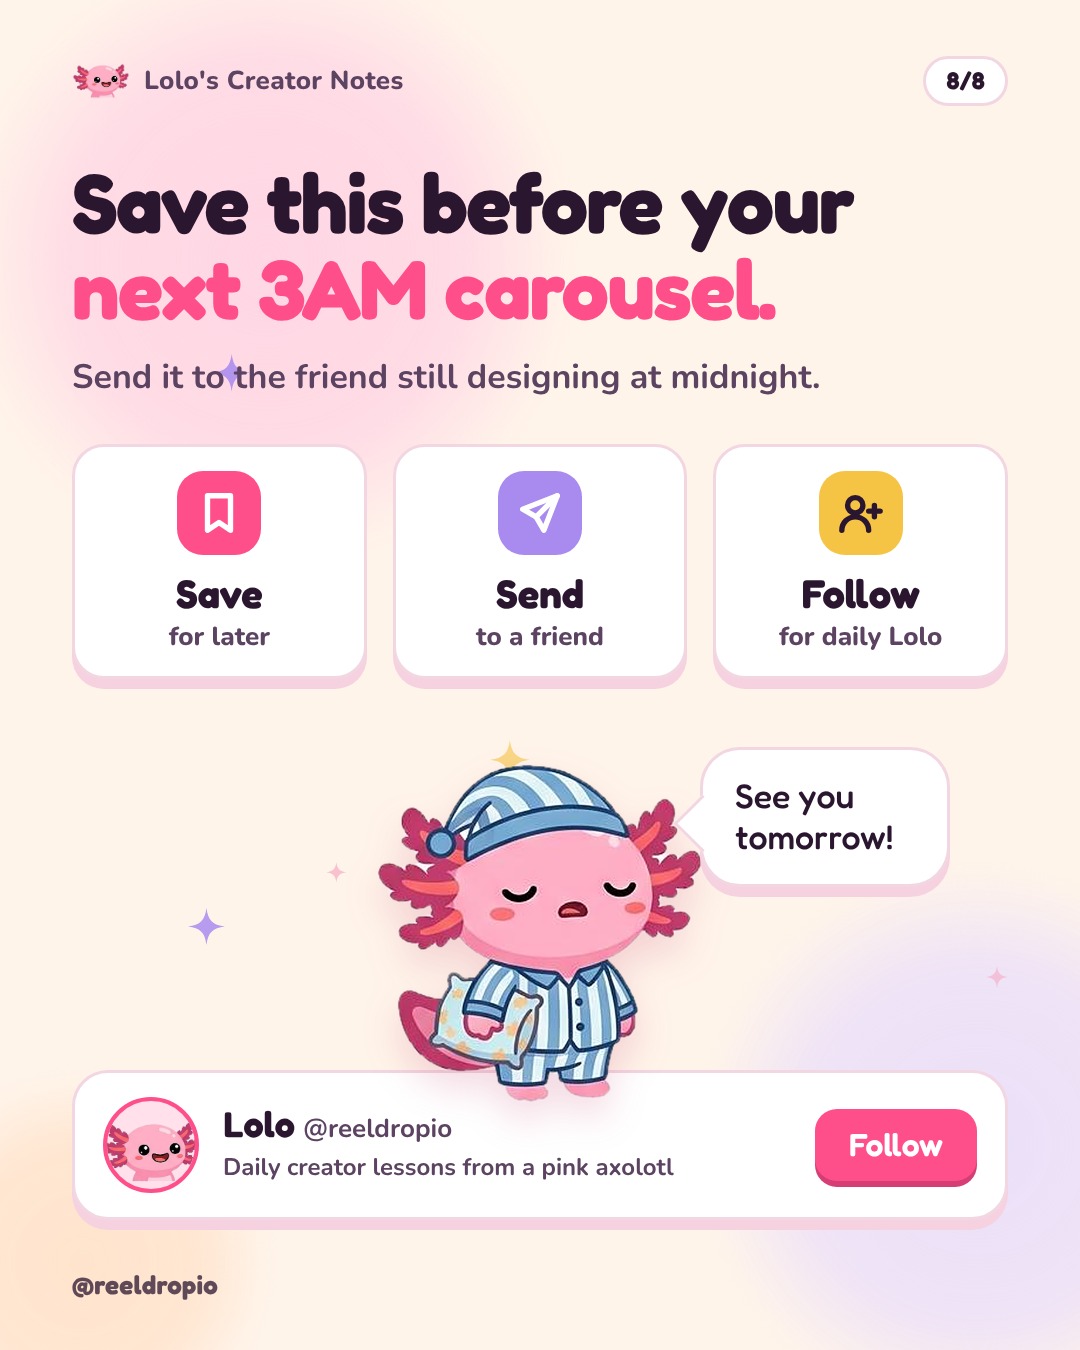 Lolo's Creator Notes
8/8
Save this before your
next 3AM carousel.
Send it to the friend still designing at midnight.
Save
for later
Send
to a friend
Follow
for daily Lolo
See you
tomorrow!
Lolo @reeldropio
Daily creator lessons from a pink axolotl
Follow
@reeldropio